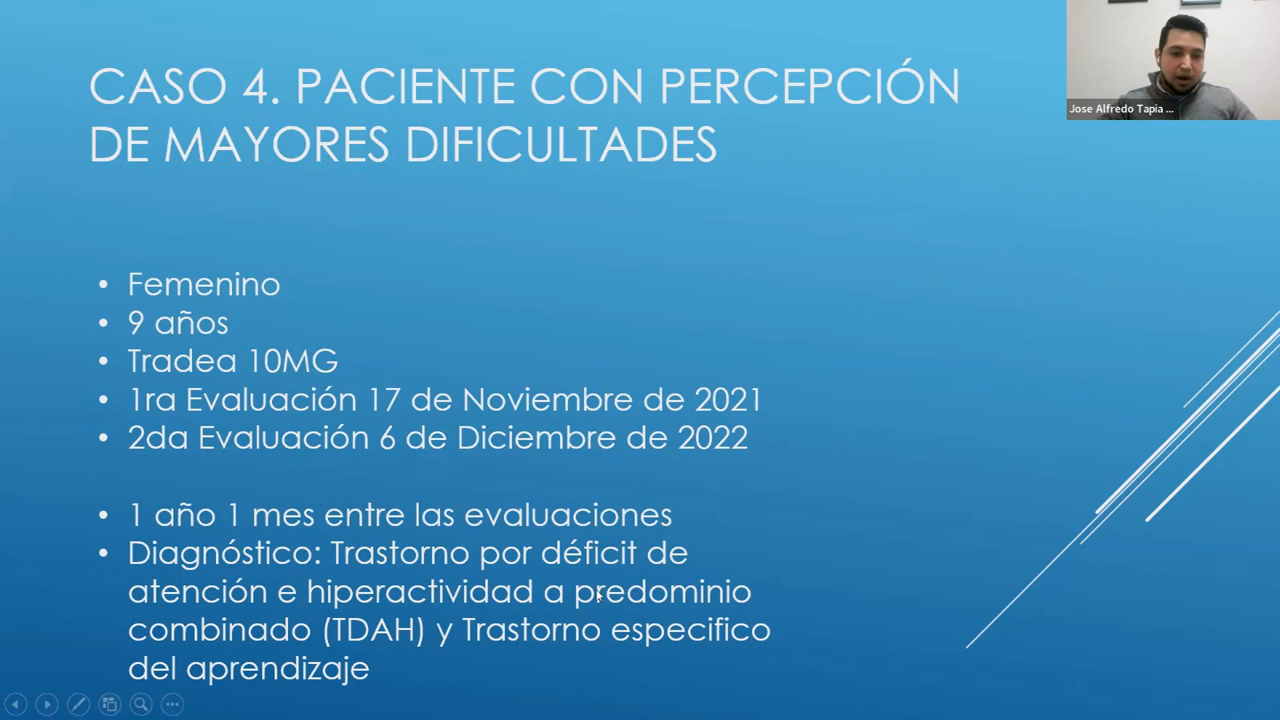 CASO 4. PACIENTE CON PERCEPCIÓN
DE MAYORES DIFICULTADES
Jose Alfredo Tapia ...
• Femenino
• 9 años
• Tradea 10MG
• 1ra Evaluación 17 de Noviembre de 2021
• 2da Evaluación 6 de Diciembre de 2022
• 1 año 1 mes entre las evaluaciones
• Diagnóstico: Trastorno por déficit de
atención e hiperactividad a predominio
combinado (TDAH) y Trastorno especifico
del aprendizaje